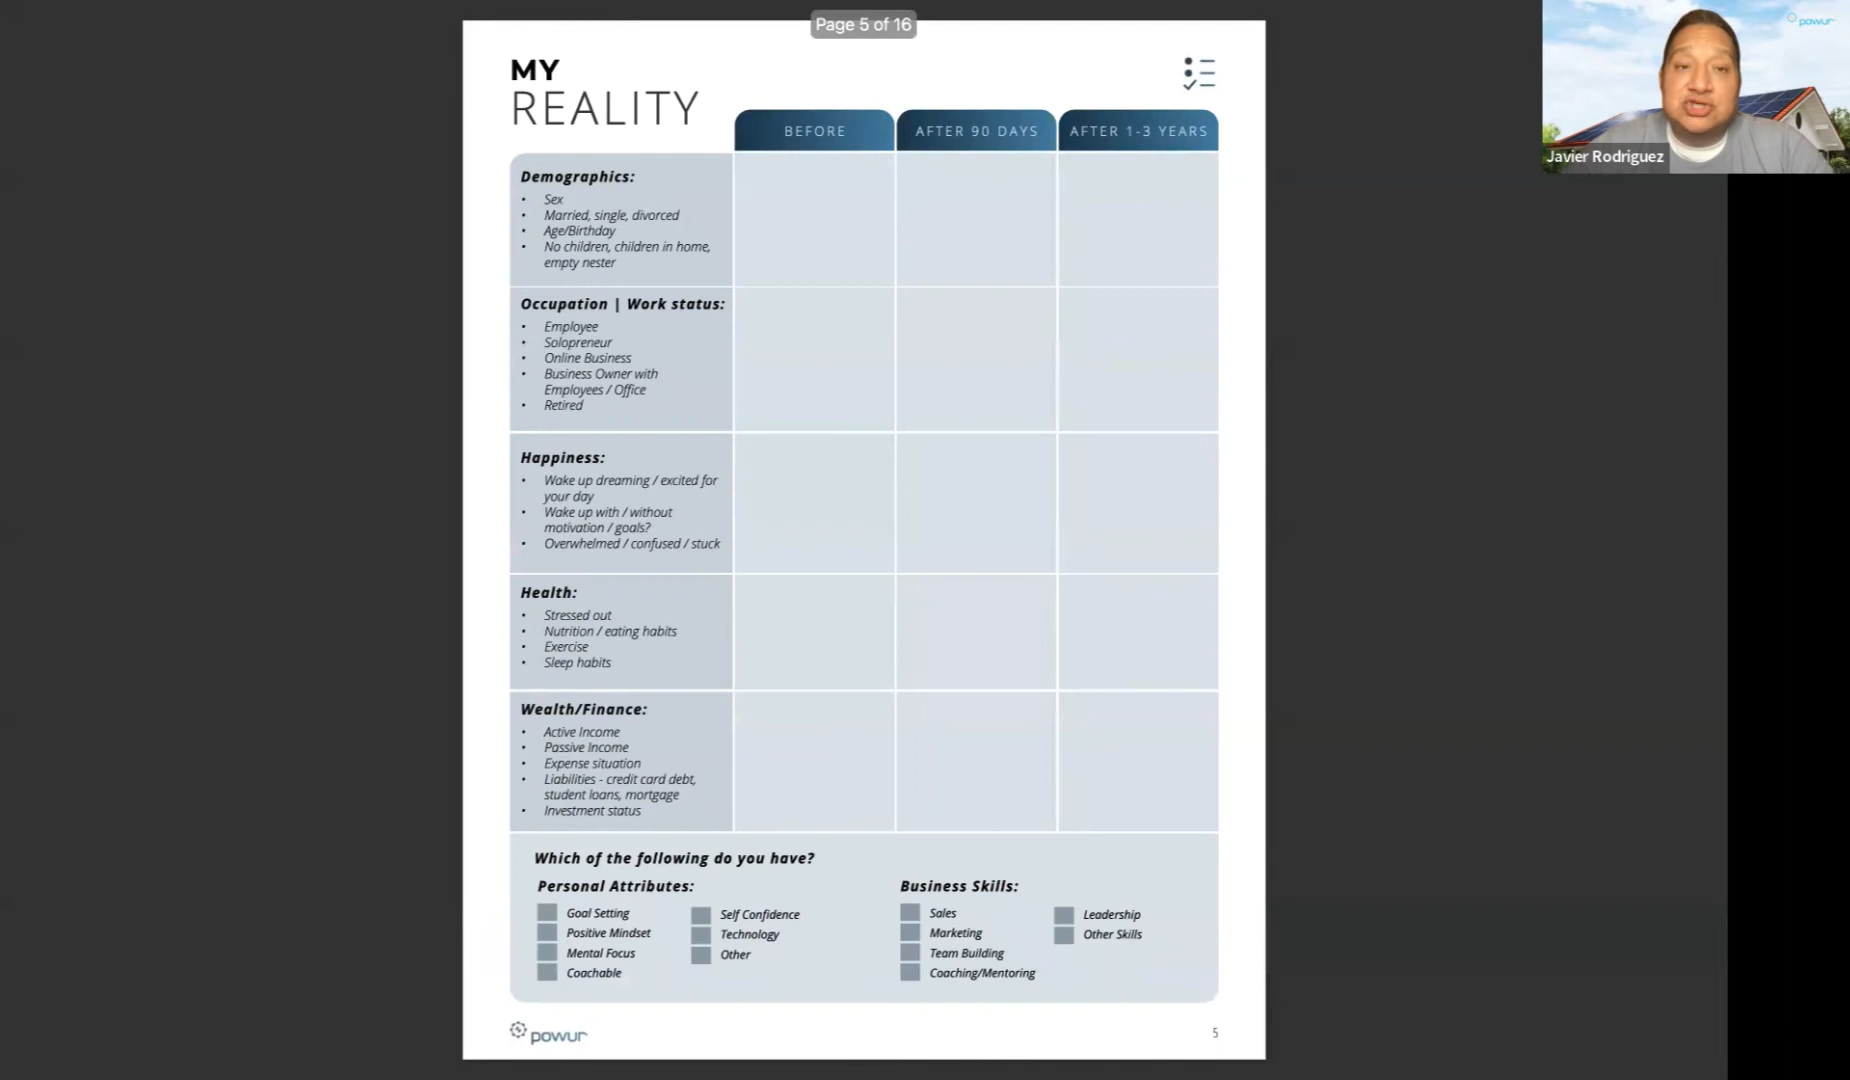 Page 5 of 16
powur
Javier Rodriguez
MY
REALITY
BEFORE
AFTER 90 DAYS
AFTER 1-3 YEARS
Demographics:
• Sex
• Married, single, divorced
• Age/Birthday
• No children, children in home,
empty nester
Occupation | Work status:
• Employee
• Solopreneur
• Online Business
• Business Owner with
Employees / Office
• Retired
Happiness:
• Wake up dreaming / excited for
your day
• Wake up with / without
motivation / goals?
• Overwhelmed / confused / stuck
Health:
• Stressed out
• Nutrition / eating habits
• Exercise
• Sleep habits
Wealth/Finance:
• Active Income
• Passive Income
• Expense situation
• Liabilities - credit card debt,
student loans, mortgage
• Investment status
Which of the following do you have?
Personal Attributes:
Goal Setting
Positive Mindset
Mental Focus
Coachable
Self Confidence
Technology
Other
Business Skills:
Sales
Marketing
Team Building
Coaching/Mentoring
Leadership
Other Skills
powur
5